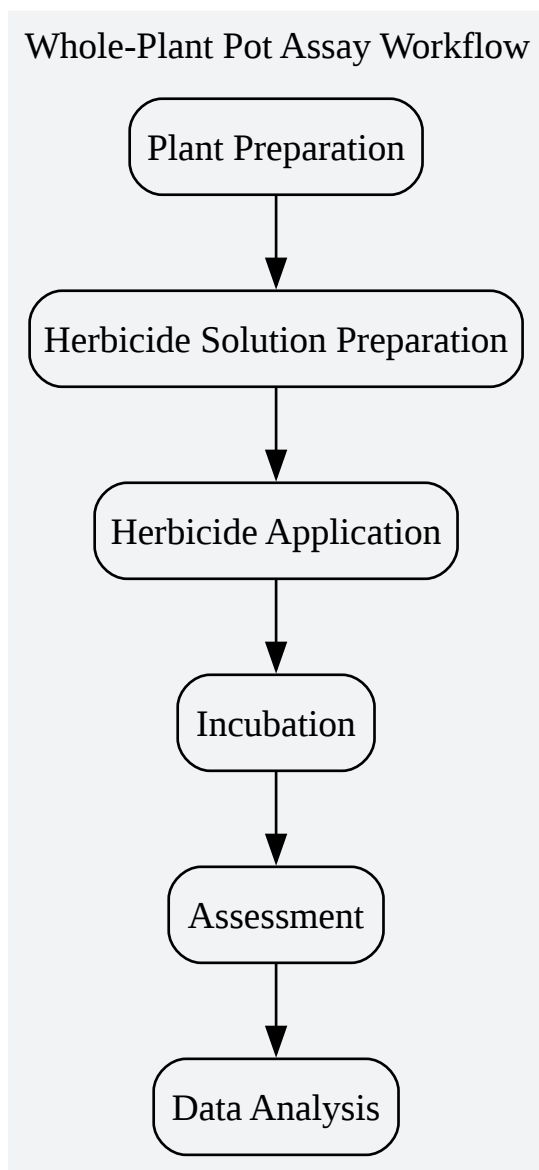 Whole-Plant Pot Assay Workflow
Plant Preparation
Herbicide Solution Preparation
Herbicide Application
Incubation
Assessment
Data Analysis